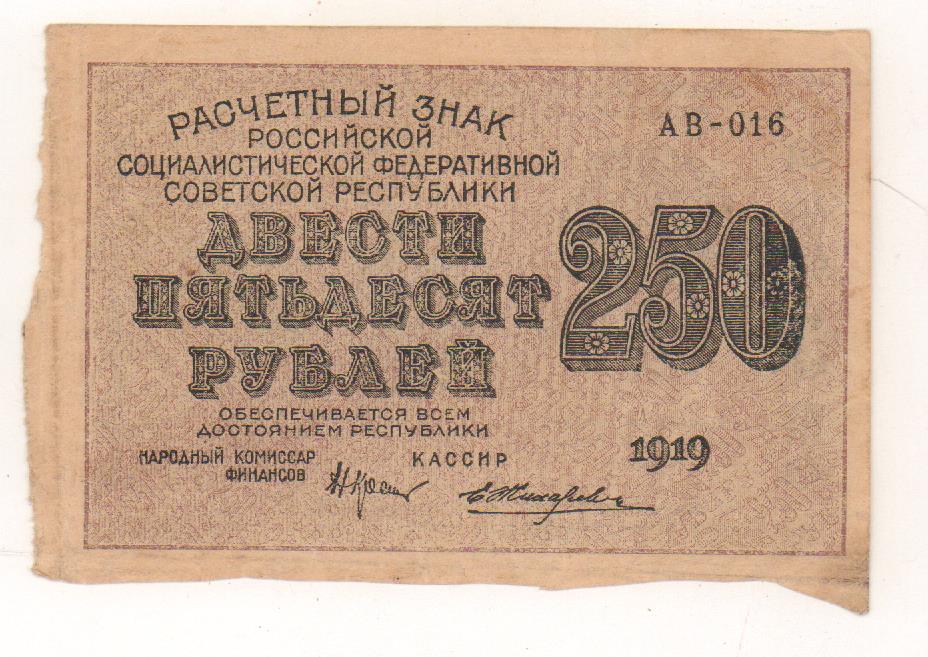 РАСЧЕТНЫЙ ЗНАК
РОССИЙСКОЙ
СОЦИАЛИСТИЧЕСКОЙ ФЕДЕРАТИВНОЙ
СОВЕТСКОЙ РЕСПУБЛИКИ
ДВЕСТИ
ПЯТЬДЕСЯТ
РУБЛЕЙ
ОБЕСПЕЧИВАЕТСЯ ВСЕМ
ДОСТОЯНИЕМ РЕСПУБЛИКИ
НАРОДНЫЙ КОМИССАР
ФИНАНСОВ
КАССИР
Е Жихарев
АВ-016
250
1919